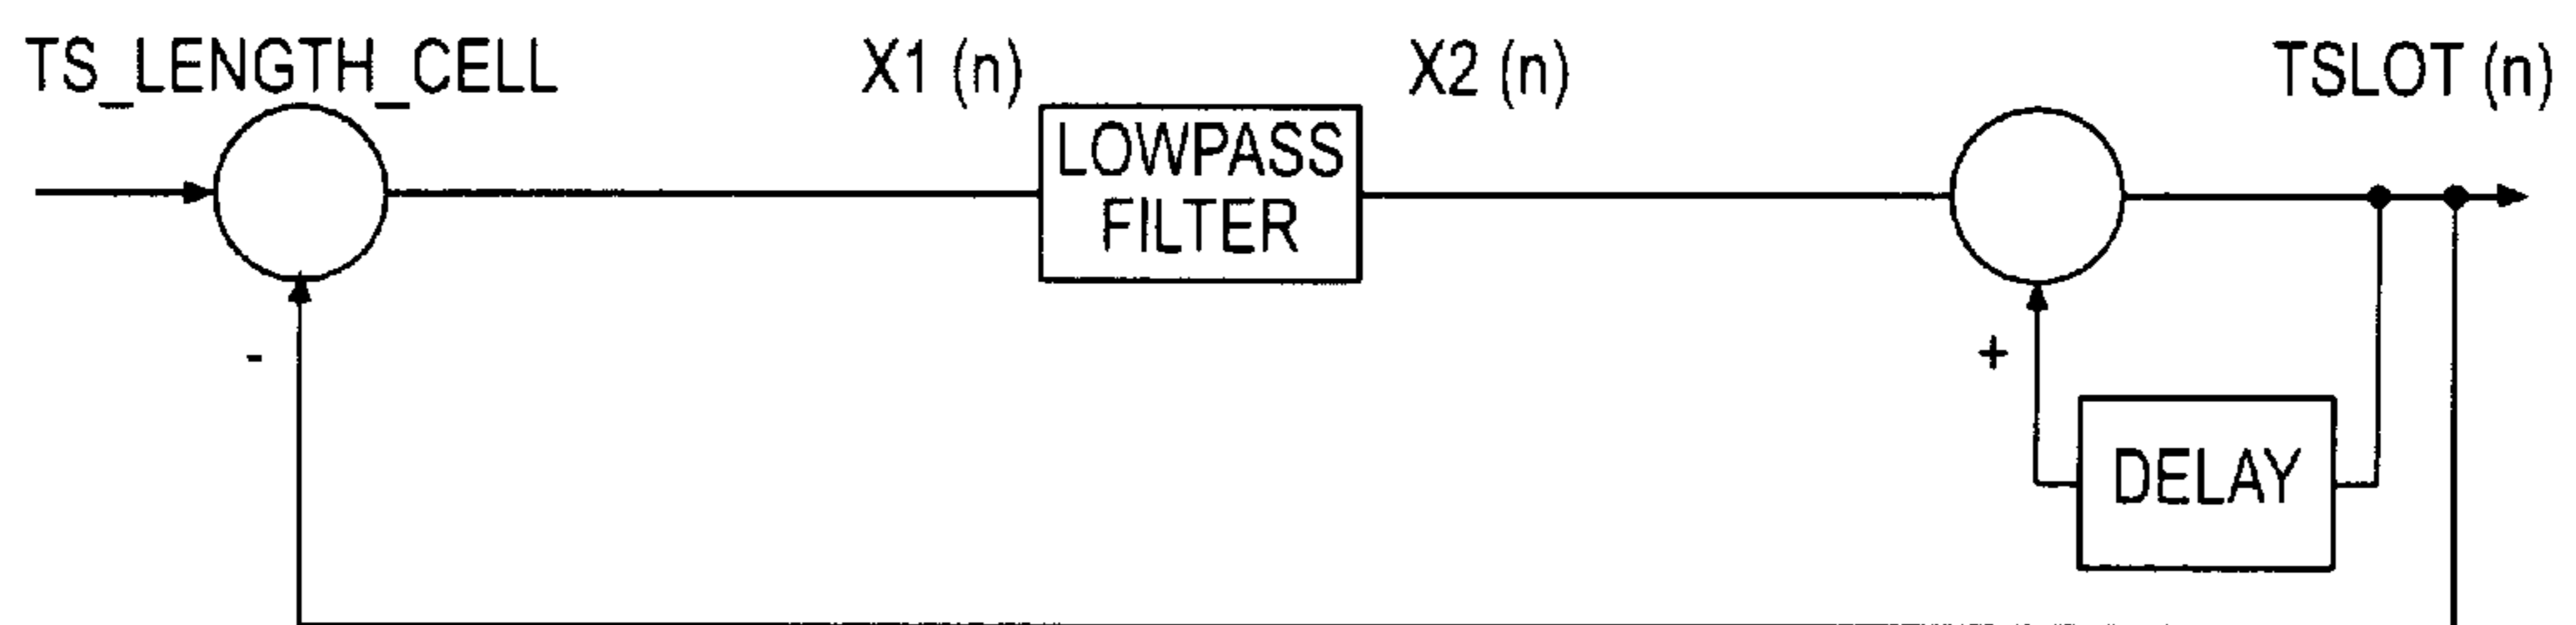 TS_LENGTH_CELL
X1 (n)
X2 (n)
TSLOT (n)
LOWPASS
FILTER
-
+
DELAY